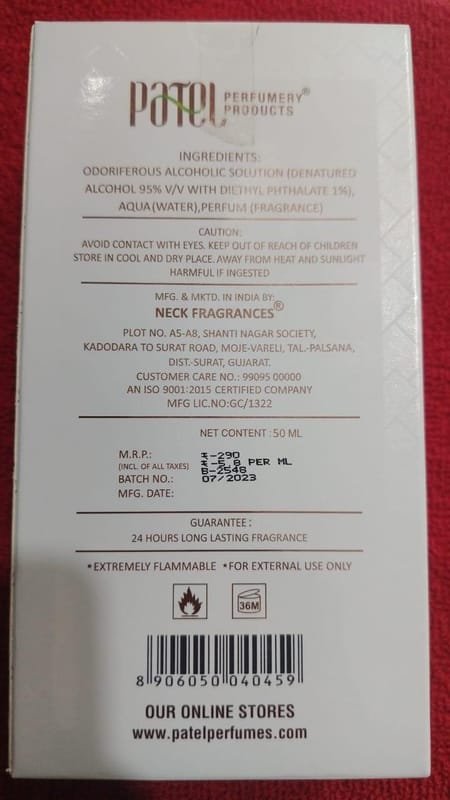 Patel PERFUMERY®
PRODUCTS
INGREDIENTS:
ODORIFEROUS ALCOHOLIC SOLUTION (DENATURED
ALCOHOL 95% V/V WITH DIETHYL PHTHALATE 1%),
AQUA(WATER),PERFUM (FRAGRANCE)
CAUTION:
AVOID CONTACT WITH EYES. KEEP OUT OF REACH OF CHILDREN
STORE IN COOL AND DRY PLACE. AWAY FROM HEAT AND SUNLIGHT
HARMFUL IF INGESTED
MFG. & MKTD. IN INDIA BY:
NECK FRAGRANCES®
PLOT NO. A5-A8, SHANTI NAGAR SOCIETY,
KADODARA TO SURAT ROAD, MOJE-VARELI, TAL.-PALSANA,
DIST.-SURAT, GUJARAT.
CUSTOMER CARE NO.: 99095 00000
AN ISO 9001:2015 CERTIFIED COMPANY
MFG LIC.NO:GC/1322
NET CONTENT : 50 ML
M.R.P.: ₹-290
(INCL. OF ALL TAXES) ₹-5.8 PER ML
BATCH NO.: B-2548
MFG. DATE: 07/2023
GUARANTEE :
24 HOURS LONG LASTING FRAGRANCE
*EXTREMELY FLAMMABLE *FOR EXTERNAL USE ONLY
36M
8 906050 040459
OUR ONLINE STORES
www.patelperfumes.com